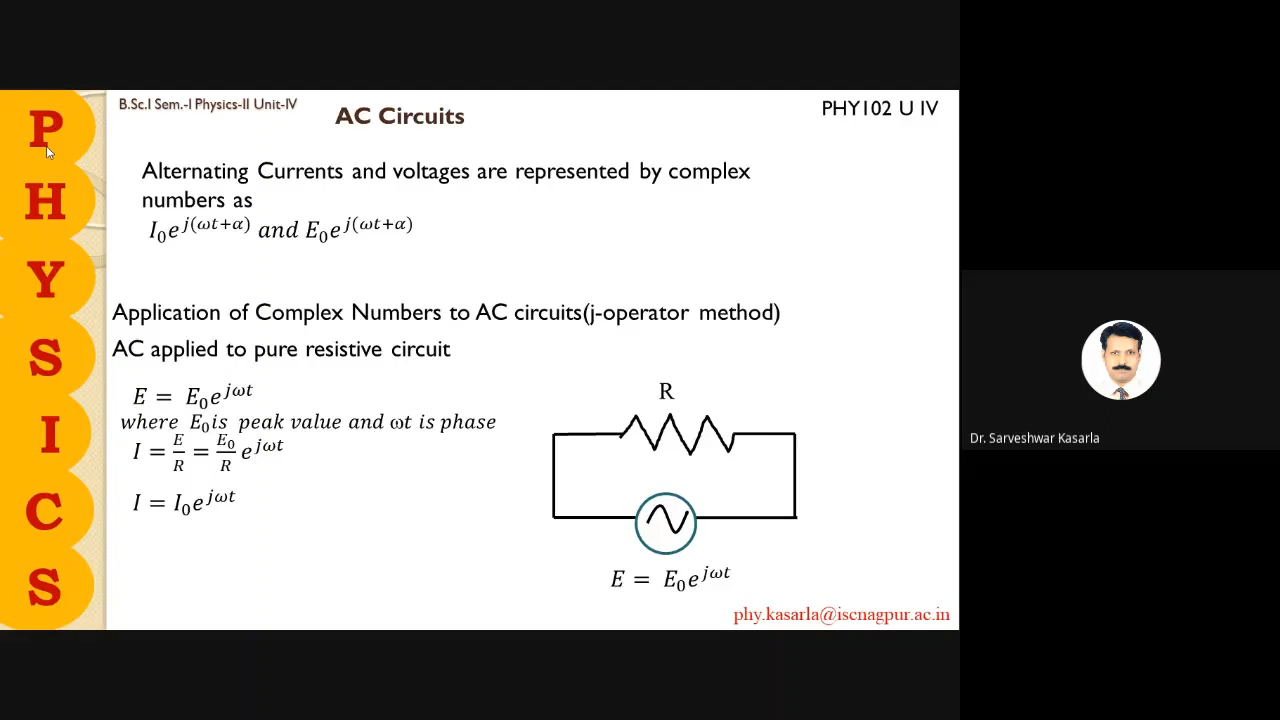 P
H
Y
S
I
C
S
B.Sc.I Sem.-I Physics-II Unit-IV
AC Circuits
PHY102 U IV
Alternating Currents and voltages are represented by complex
numbers as
I₀e^{j(ωt+α)} and E₀e^{j(ωt+α)}
Application of Complex Numbers to AC circuits(j-operator method)
AC applied to pure resistive circuit
E = E₀e^{jωt}
where E₀is peak value and ωt is phase
I = E/R = E₀/R e^{jωt}
I = I₀e^{jωt}
R
E = E₀e^{jωt}
phy.kasarla@iscnagpur.ac.in
Dr. Sarveshwar Kasarla